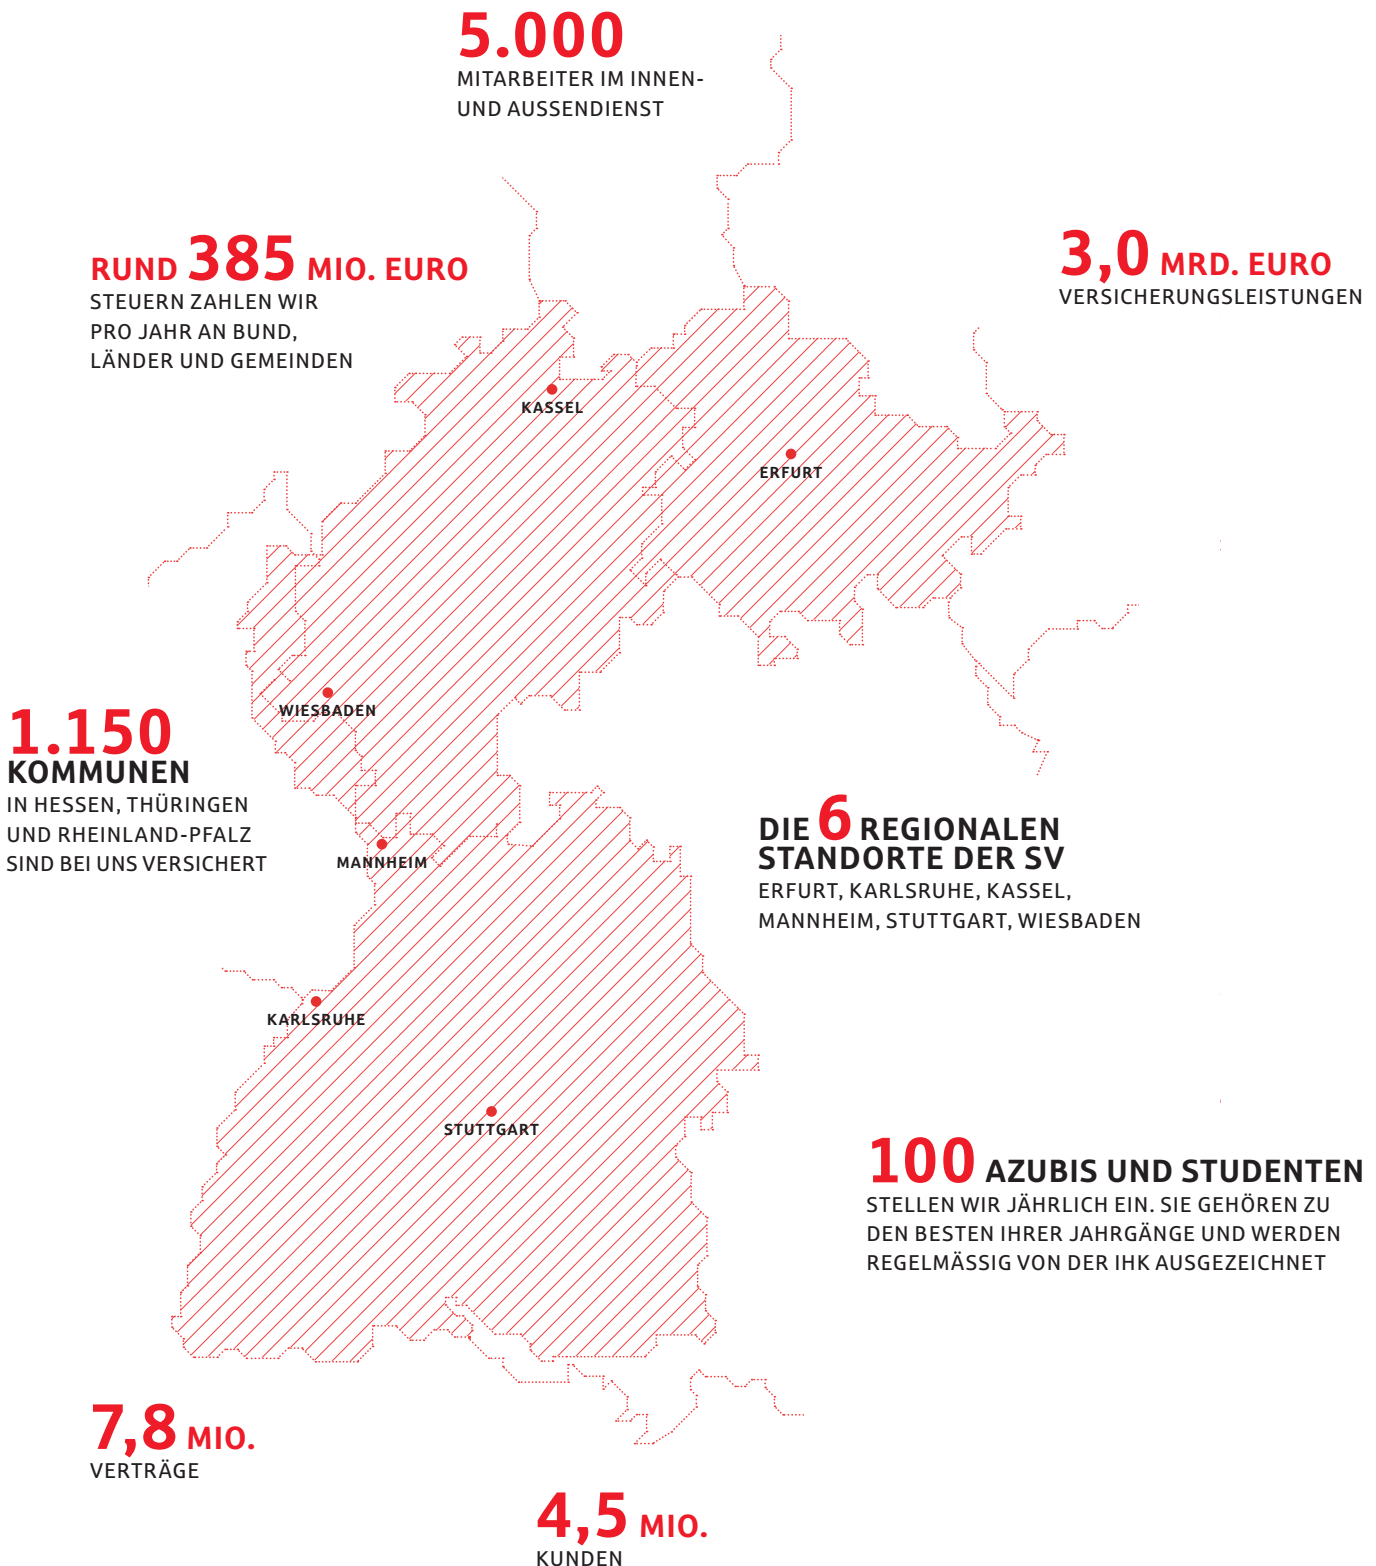 5.000
MITARBEITER IM INNEN-
UND AUSSENDIENST
RUND 385 MIO. EURO
STEUERN ZAHLEN WIR
PRO JAHR AN BUND,
LÄNDER UND GEMEINDEN
3,0 MRD. EURO
VERSICHERUNGSLEISTUNGEN
KASSEL
ERFURT
WIESBADEN
1.150
KOMMUNEN
IN HESSEN, THÜRINGEN
UND RHEINLAND-PFALZ
SIND BEI UNS VERSICHERT
MANNHEIM
DIE 6 REGIONALEN
STANDORTE DER SV
ERFURT, KARLSRUHE, KASSEL,
MANNHEIM, STUTTGART, WIESBADEN
KARLSRUHE
STUTTGART
100 AZUBIS UND STUDENTEN
STELLEN WIR JÄHRLICH EIN. SIE GEHÖREN ZU
DEN BESTEN IHRER JAHRGÄNGE UND WERDEN
REGELMÄSSIG VON DER IHK AUSGEZEICHNET
7,8 MIO.
VERTRÄGE
4,5 MIO.
KUNDEN